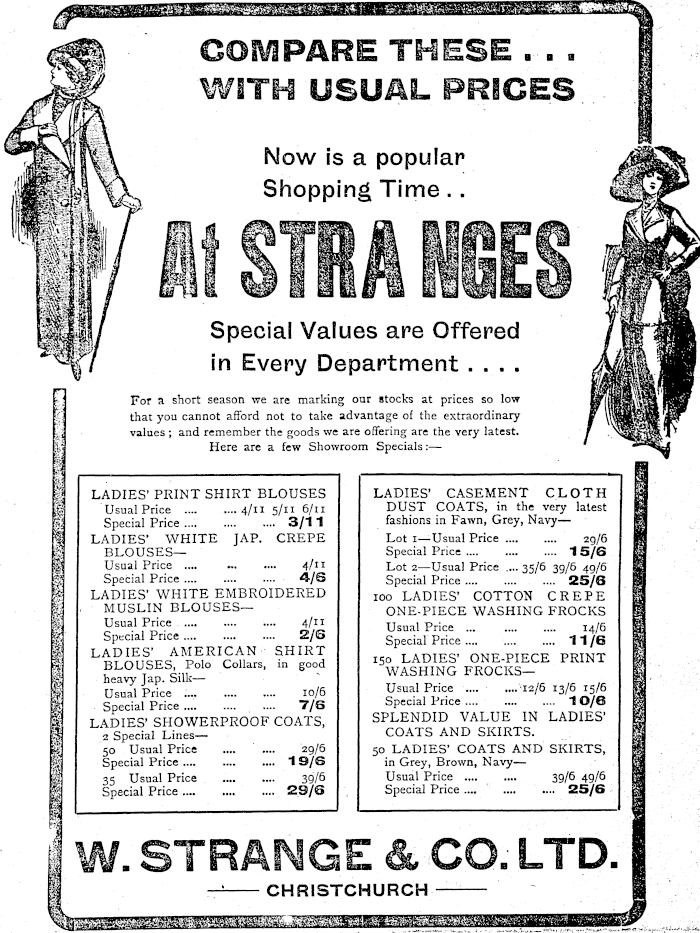 COMPARE THESE . . .
WITH USUAL PRICES
Now is a popular
Shopping Time . .
At STRANGES
Special Values are Offered
in Every Department . . . .
For a short season we are marking our stocks at prices so low
that you cannot afford not to take advantage of the extraordinary
values; and remember the goods we are offering are the very latest.
Here are a few Showroom Specials:—
LADIES' PRINT SHIRT BLOUSES
Usual Price .... .... 4/11 5/11 6/11
Special Price .... .... .... 3/11
LADIES' WHITE JAP. CREPE
BLOUSES—
Usual Price .... ... .... 4/11
Special Price .... .... .... 4/6
LADIES' WHITE EMBROIDERED
MUSLIN BLOUSES—
Usual Price .... .... .... 4/11
Special Price .... .... .... 2/6
LADIES' AMERICAN SHIRT
BLOUSES, Polo Collars, in good
heavy Jap. Silk—
Usual Price .... .... .... 10/6
Special Price .... .... .... 7/6
LADIES' SHOWERPROOF COATS,
2 Special Lines—
50 Usual Price .... .... 29/6
Special Price .... .... .... 19/6
35 Usual Price .... .... 39/6
Special Price .... .... .... 29/6
LADIES' CASEMENT CLOTH
DUST COATS, in the very latest
fashions in Fawn, Grey, Navy—
Lot 1—Usual Price .... .... 29/6
Special Price .... .... .... 15/6
Lot 2—Usual Price .... 35/6 39/6 49/6
Special Price .... .... .... 25/6
100 LADIES' COTTON CREPE
ONE-PIECE WASHING FROCKS
Usual Price ... .... .... 14/6
Special Price .... .... .... 11/6
150 LADIES' ONE-PIECE PRINT
WASHING FROCKS—
Usual Price .... .... 12/6 13/6 15/6
Special Price .... .... .... 10/6
SPLENDID VALUE IN LADIES'
COATS AND SKIRTS.
50 LADIES' COATS AND SKIRTS,
in Grey, Brown, Navy—
Usual Price .... .... 39/6 49/6
Special Price .... .... .... 25/6
W. STRANGE & CO. LTD.
CHRISTCHURCH